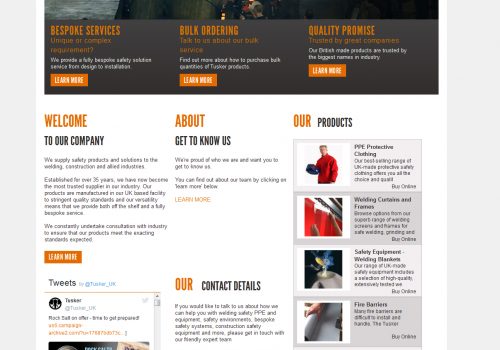 BESPOKE SERVICES
Unique or complex
requirement?
We provide a fully bespoke safety solution
service from design to installation.
LEARN MORE
BULK ORDERING
Talk to us about our bulk
service
Find out more about how to purchase bulk
quantities of Tusker products.
LEARN MORE
QUALITY PROMISE
Trusted by great companies
Our British made products are trusted by
the biggest names in industry.
LEARN MORE
WELCOME
TO OUR COMPANY
We supply safety products and solutions to the
welding, construction and allied industries.
Established for over 35 years, we have now become
the most trusted supplier in our industry. Our
products are manufactured in our UK based facility
to stringent quality standards and our versatility
means that we provide both off the shelf and a fully
bespoke service.
We constantly undertake consultation with industry
to ensure that our products meet the exacting
standards expected.
LEARN MORE
Tweets by @Tusker_UK
Tusker
@Tusker_UK
Rock Salt on offer - time to get prepared!
us6.campaign-
ROCK SALT
ABOUT
GET TO KNOW US
We're proud of who we are and want you to
get to know us.
You can find out about our team by clicking on
'learn more' below.
LEARN MORE
OUR CONTACT DETAILS
If you would like to talk to us about how we
can help you with welding safety PPE and
equipment, safety environments, bespoke
safety systems, construction safety
equipment and more, please get in touch with
our friendly expert team
OUR PRODUCTS
PPE Protective
Clothing
Our best-selling range
of UK-made protective safety
clothing offers you all the
choice and qualit
Buy Online
Welding Curtains and
Frames
Browse options from our
superb range of welding
screens and frames for
safe welding, grinding and
Buy Online
Safety Equipment -
Welding Blankets
Our range of UK-made
safety equipment includes a
selection of high-quality,
extensively tested we
Buy Online
Fire Barriers
Many fire barriers are
difficult install and
handle, The Tusker
Buy Online